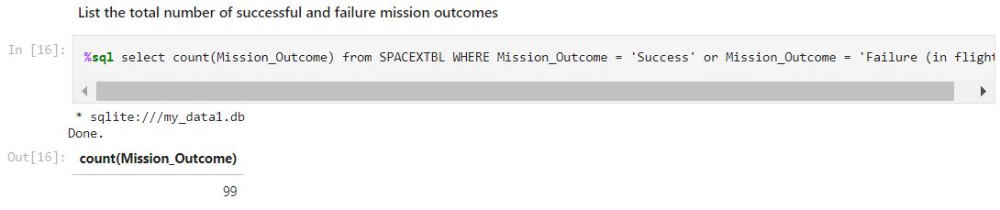 List the total number of successful and failure mission outcomes
In [16]: %sql select count(Mission_Outcome) from SPACEXTBL WHERE Mission_Outcome = 'Success' or Mission_Outcome = 'Failure (in flight
* sqlite:///my_data1.db
Done.
Out[16]: count(Mission_Outcome)
99